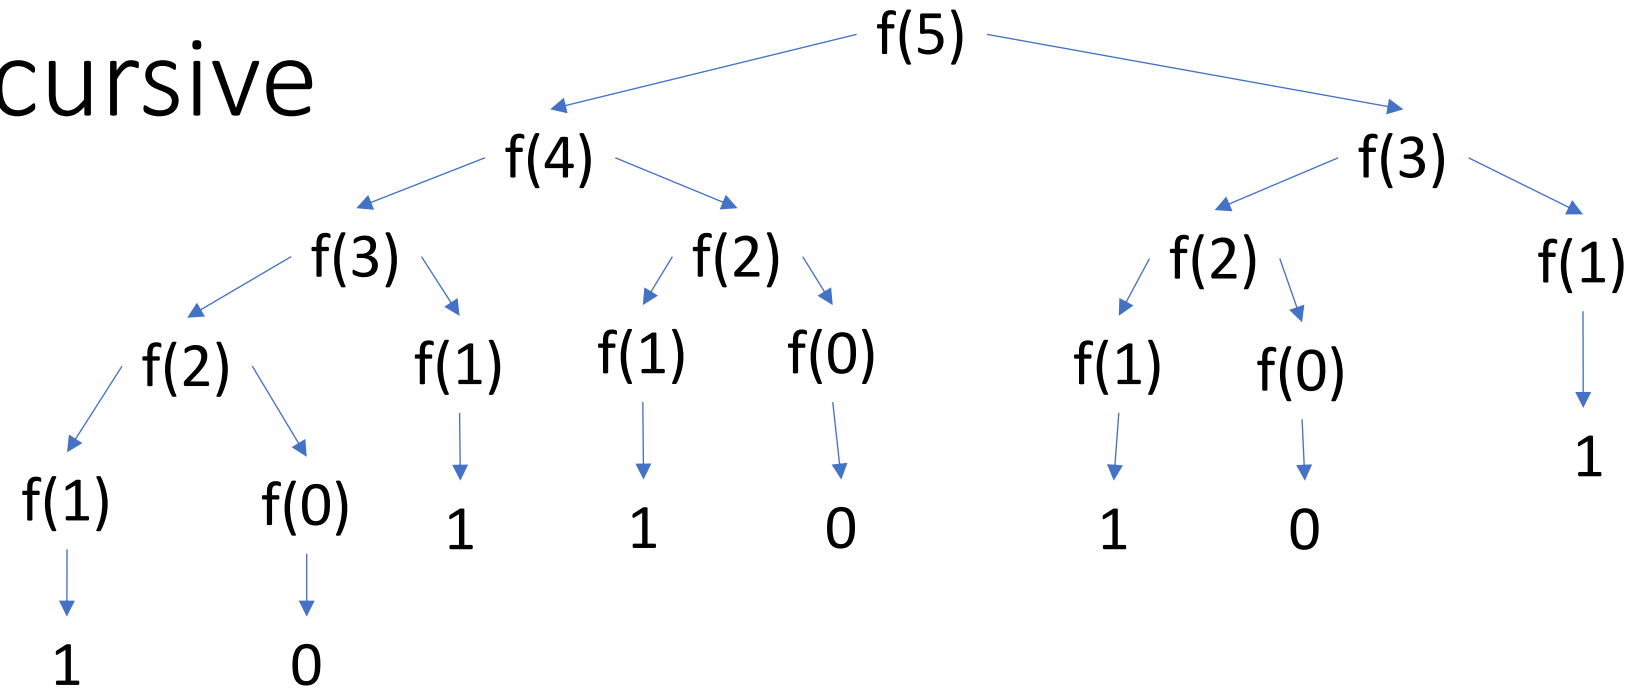 cursive
f(5)
f(4) f(3)
f(3) f(2) f(2) f(1)
f(2) f(1) f(1) f(0) f(1) f(0)
1
f(1) f(0) 1 1 0 1 0
1 0